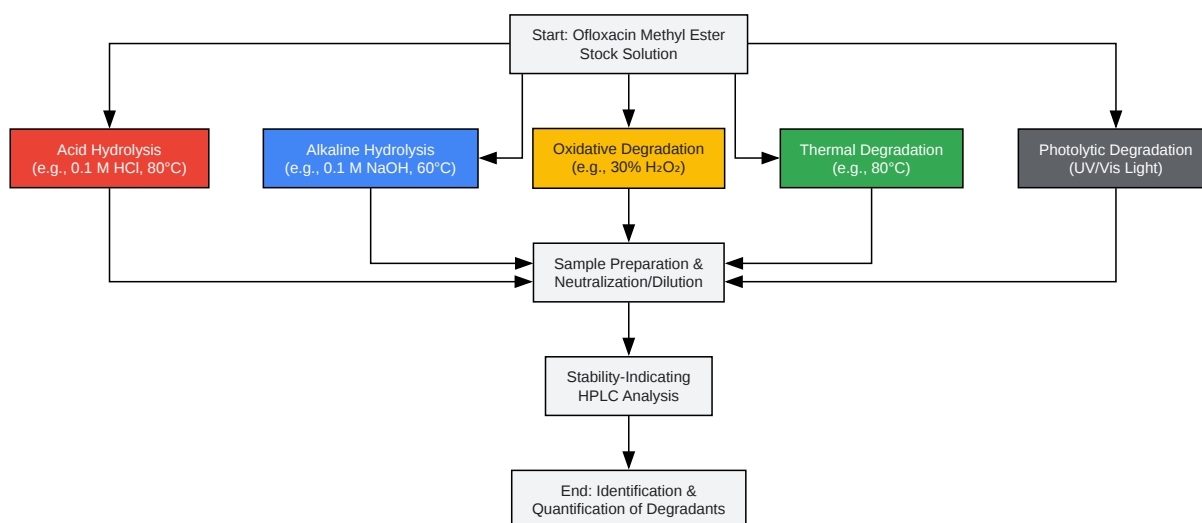 Start: Ofloxacin Methyl Ester
Stock Solution
Acid Hydrolysis
(e.g., 0.1 M HCl, 80°C)
Alkaline Hydrolysis
(e.g., 0.1 M NaOH, 60°C)
Oxidative Degradation
(e.g., 30% H₂O₂)
Thermal Degradation
(e.g., 80°C)
Photolytic Degradation
(UV/Vis Light)
Sample Preparation &
Neutralization/Dilution
Stability-Indicating
HPLC Analysis
End: Identification &
Quantification of Degradants